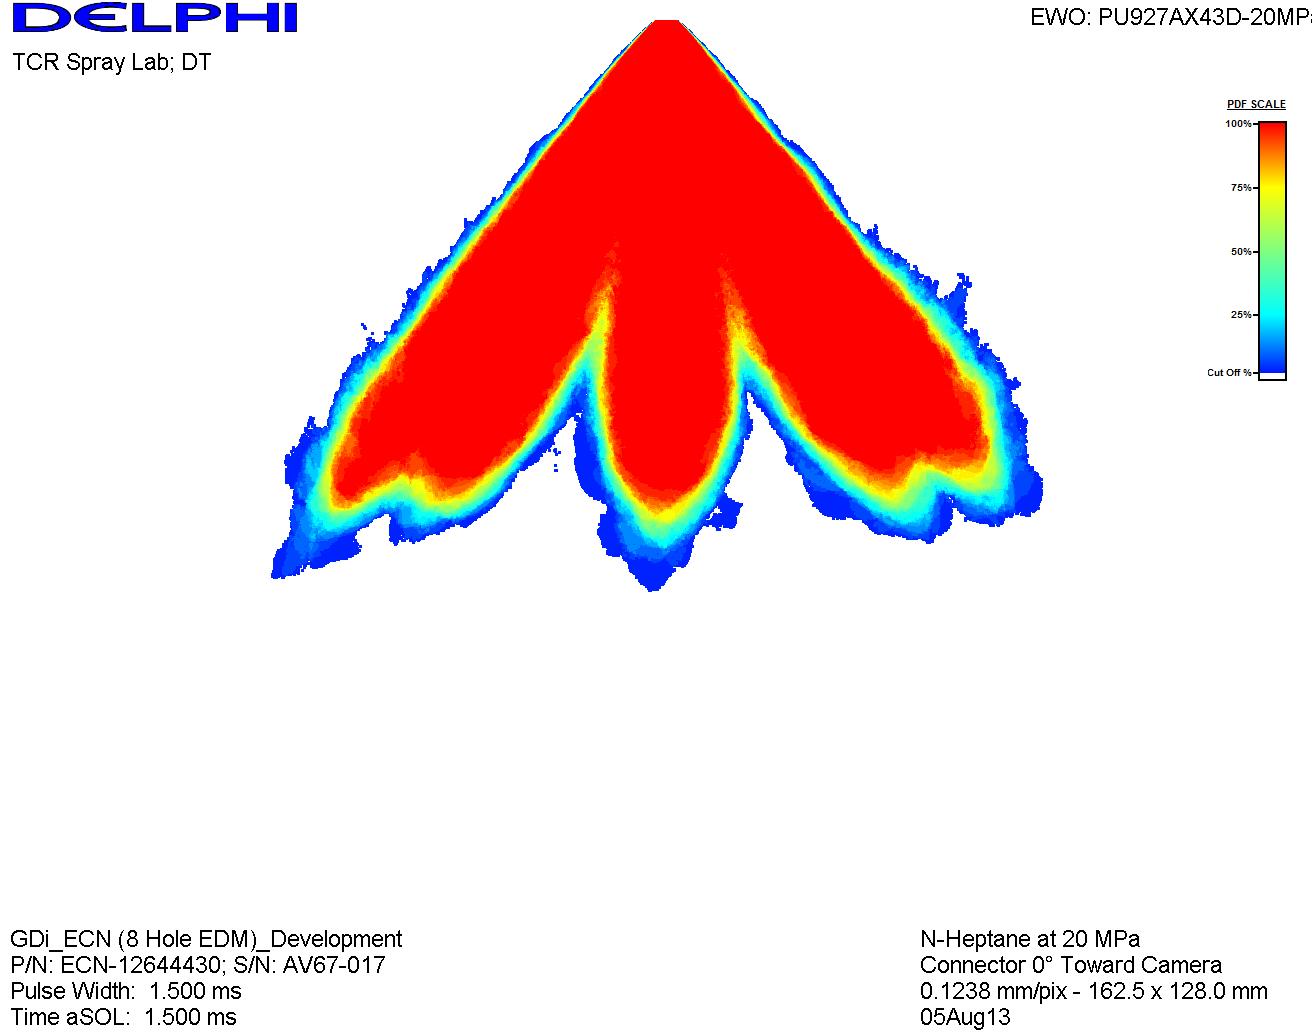 DELPHI
EWO: PU927AX43D-20MPa
TCR Spray Lab; DT
PDF SCALE
100%
75%
50%
25%
Cut Off %
GDi_ECN (8 Hole EDM)_Development
P/N: ECN-12644430; S/N: AV67-017
Pulse Width: 1.500 ms
Time aSOL: 1.500 ms
N-Heptane at 20 MPa
Connector 0° Toward Camera
0.1238 mm/pix - 162.5 x 128.0 mm
05Aug13